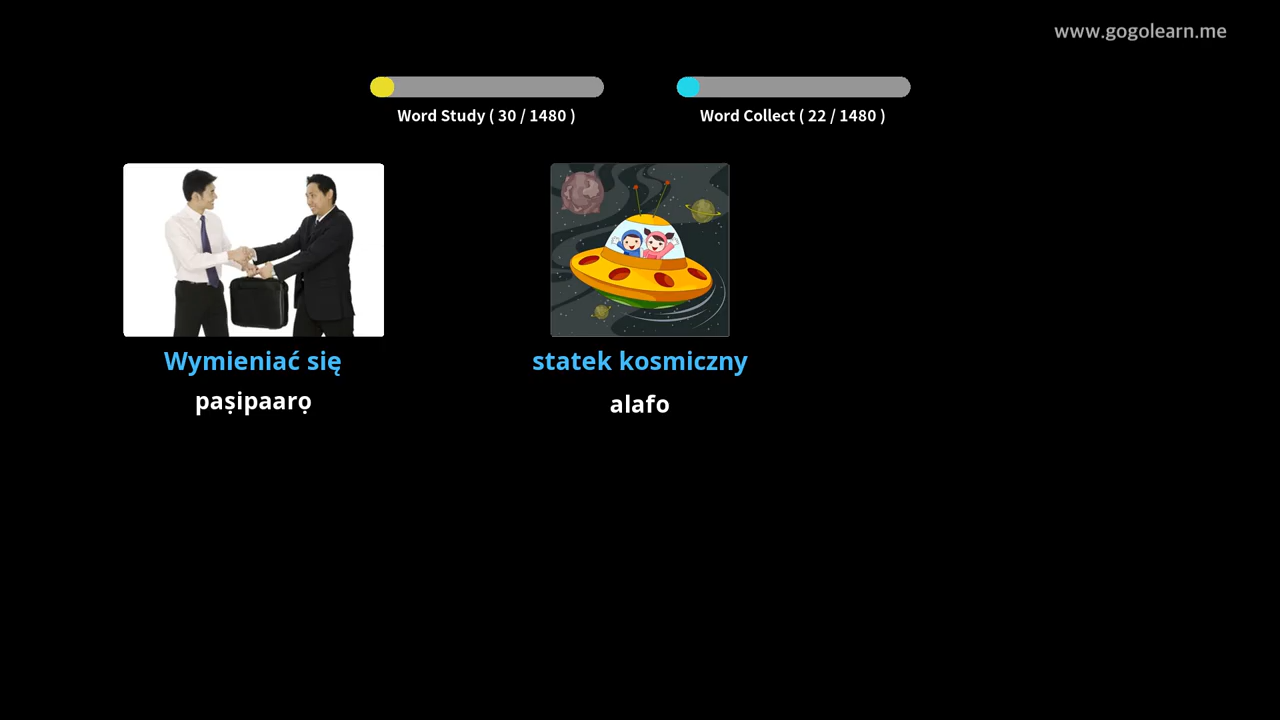 www.gogolearn.me
Word Study ( 30 / 1480 )
Word Collect ( 22 / 1480 )
Wymieniać się
paṣipaarọ
statek kosmiczny
alafo